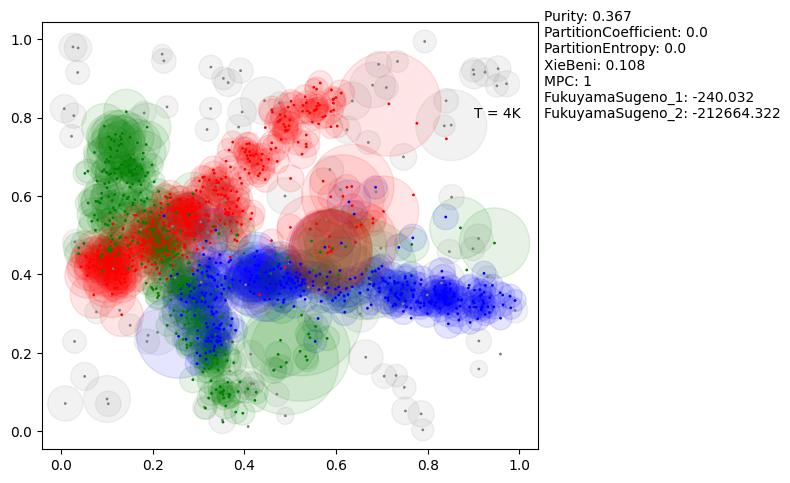 Purity: 0.367
PartitionCoefficient: 0.0
PartitionEntropy: 0.0
XieBeni: 0.108
MPC: 1
FukuyamaSugeno_1: -240.032
FukuyamaSugeno_2: -212664.322
T = 4K
1.0
0.8
0.6
0.4
0.2
0.0
0.0 0.2 0.4 0.6 0.8 1.0